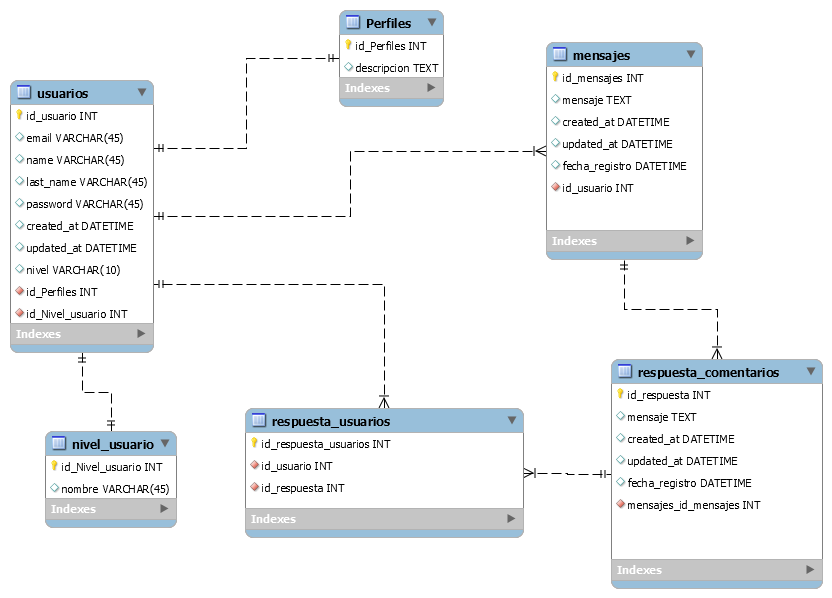 Perfiles
id_Perfiles INT
descripcion TEXT
Indexes
mensajes
id_mensajes INT
mensaje TEXT
created_at DATETIME
updated_at DATETIME
fecha_registro DATETIME
id_usuario INT
Indexes
usuarios
id_usuario INT
email VARCHAR(45)
name VARCHAR(45)
last_name VARCHAR(45)
password VARCHAR(45)
created_at DATETIME
updated_at DATETIME
nivel VARCHAR(10)
id_Perfiles INT
id_Nivel_usuario INT
Indexes
nivel_usuario
id_Nivel_usuario INT
nombre VARCHAR(45)
Indexes
respuesta_usuarios
id_respuesta_usuarios INT
id_usuario INT
id_respuesta INT
Indexes
respuesta_comentarios
id_respuesta INT
mensaje TEXT
created_at DATETIME
updated_at DATETIME
fecha_registro DATETIME
mensajes_id_mensajes INT
Indexes